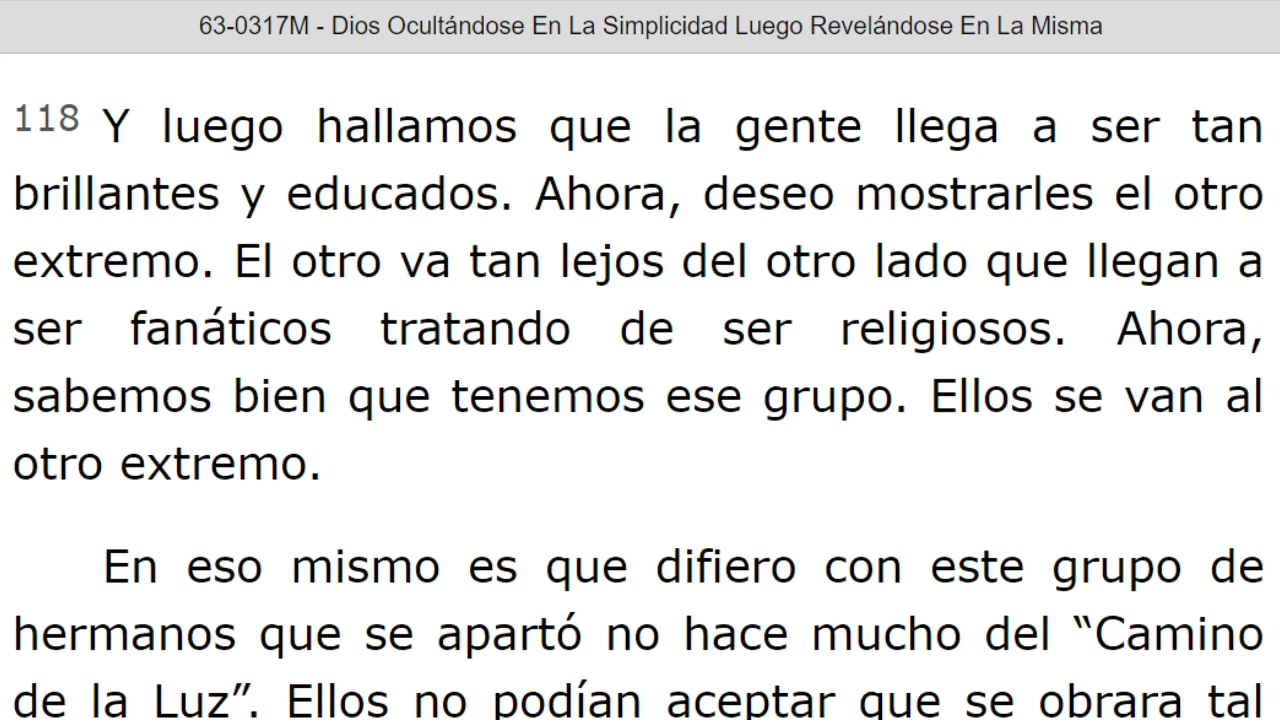 63-0317M - Dios Ocultándose En La Simplicidad Luego Revelándose En La Misma
118 Y luego hallamos que la gente llega a ser tan
brillantes y educados. Ahora, deseo mostrarles el otro
extremo. El otro va tan lejos del otro lado que llegan a
ser fanáticos tratando de ser religiosos. Ahora,
sabemos bien que tenemos ese grupo. Ellos se van al
otro extremo.
En eso mismo es que difiero con este grupo de
hermanos que se apartó no hace mucho del “Camino
de la Luz”. Ellos no podían aceptar que se obrara tal